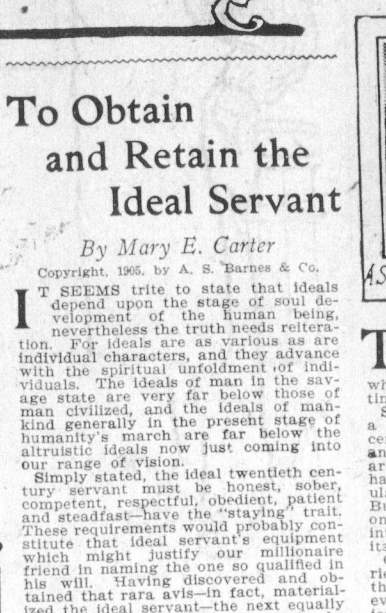 To Obtain
and Retain the
Ideal Servant
By Mary E. Carter
Copyright, 1905, by A. S. Barnes & Co.
IT SEEMS trite to state that ideals
depend upon the stage of soul de-
velopment of the human being,
nevertheless the truth needs reitera-
tion. For ideals are as various as are
individual characters, and they advance
with the spiritual unfoldment of indi-
viduals. The ideals of man in the sav-
age state are very far below those of
man civilized, and the ideals of man-
kind generally in the present stage of
humanity's march are far below the
altruistic ideals now just coming into
our range of vision.
Simply stated, the ideal twentieth cen-
tury servant must be honest, sober,
competent, respectful, obedient, patient
and steadfast—have the "staying" trait.
These requirements would probably con-
stitute that ideal servant's equipment
which might justify our millionaire
friend in naming the one so qualified in
his will. Having discovered and ob-
tained that rara avis—in fact, material-
ized the ideal servant—the next equally